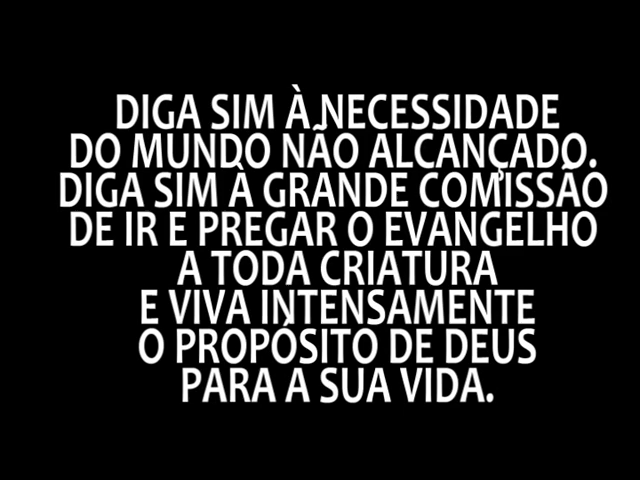 DIGA SIM À NECESSIDADE
DO MUNDO NÃO ALCANÇADO.
DIGA SIM À GRANDE COMISSÃO
DE IR E PREGAR O EVANGELHO
A TODA CRIATURA
E VIVA INTENSAMENTE
O PROPÓSITO DE DEUS
PARA A SUA VIDA.